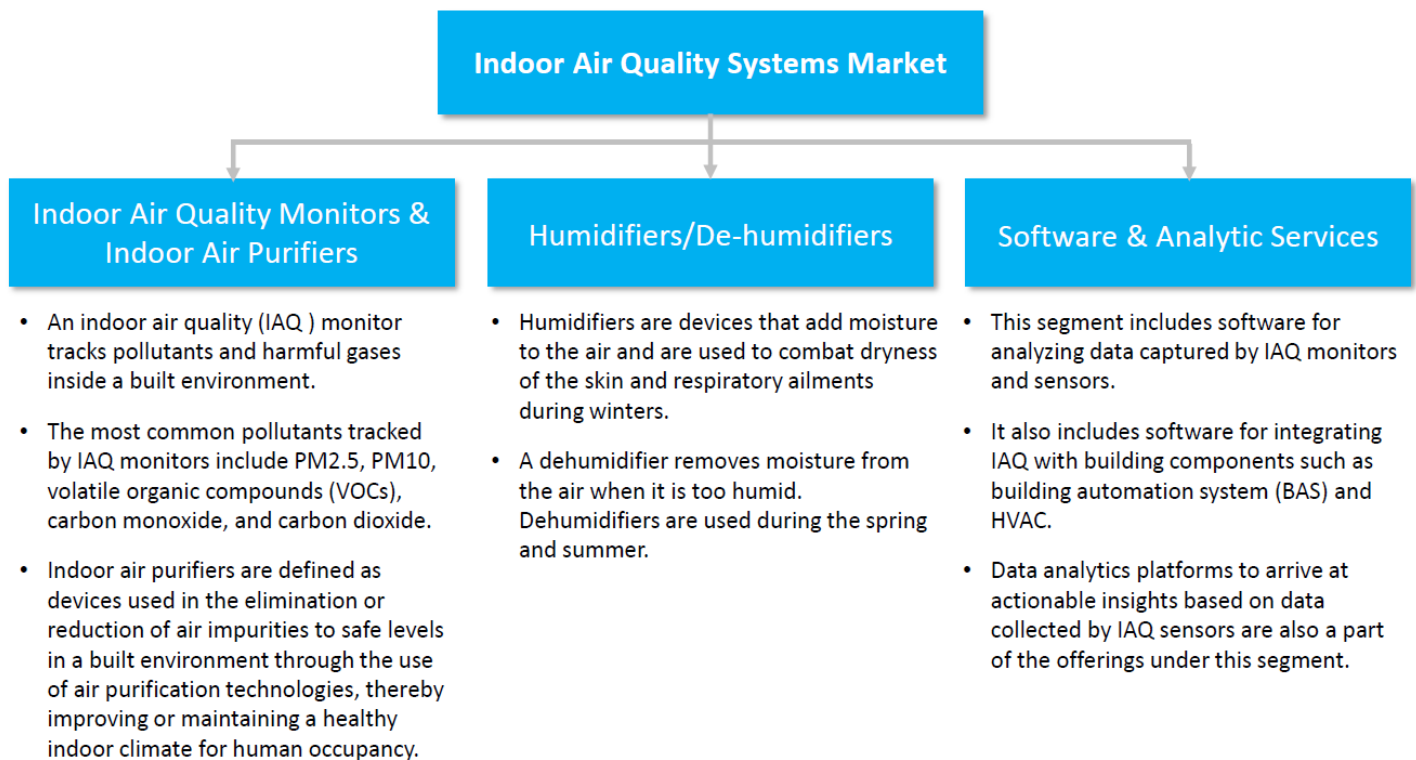 Indoor Air Quality Systems Market
Indoor Air Quality Monitors &
Indoor Air Purifiers
• An indoor air quality (IAQ ) monitor
tracks pollutants and harmful gases
inside a built environment.
• The most common pollutants tracked
by IAQ monitors include PM2.5, PM10,
volatile organic compounds (VOCs),
carbon monoxide, and carbon dioxide.
• Indoor air purifiers are defined as
devices used in the elimination or
reduction of air impurities to safe levels
in a built environment through the use
of air purification technologies, thereby
improving or maintaining a healthy
indoor climate for human occupancy.
Humidifiers/De-humidifiers
• Humidifiers are devices that add moisture
to the air and are used to combat dryness
of the skin and respiratory ailments
during winters.
• A dehumidifier removes moisture from
the air when it is too humid.
Dehumidifiers are used during the spring
and summer.
Software & Analytic Services
• This segment includes software for
analyzing data captured by IAQ monitors
and sensors.
• It also includes software for integrating
IAQ with building components such as
building automation system (BAS) and
HVAC.
• Data analytics platforms to arrive at
actionable insights based on data
collected by IAQ sensors are also a part
of the offerings under this segment.